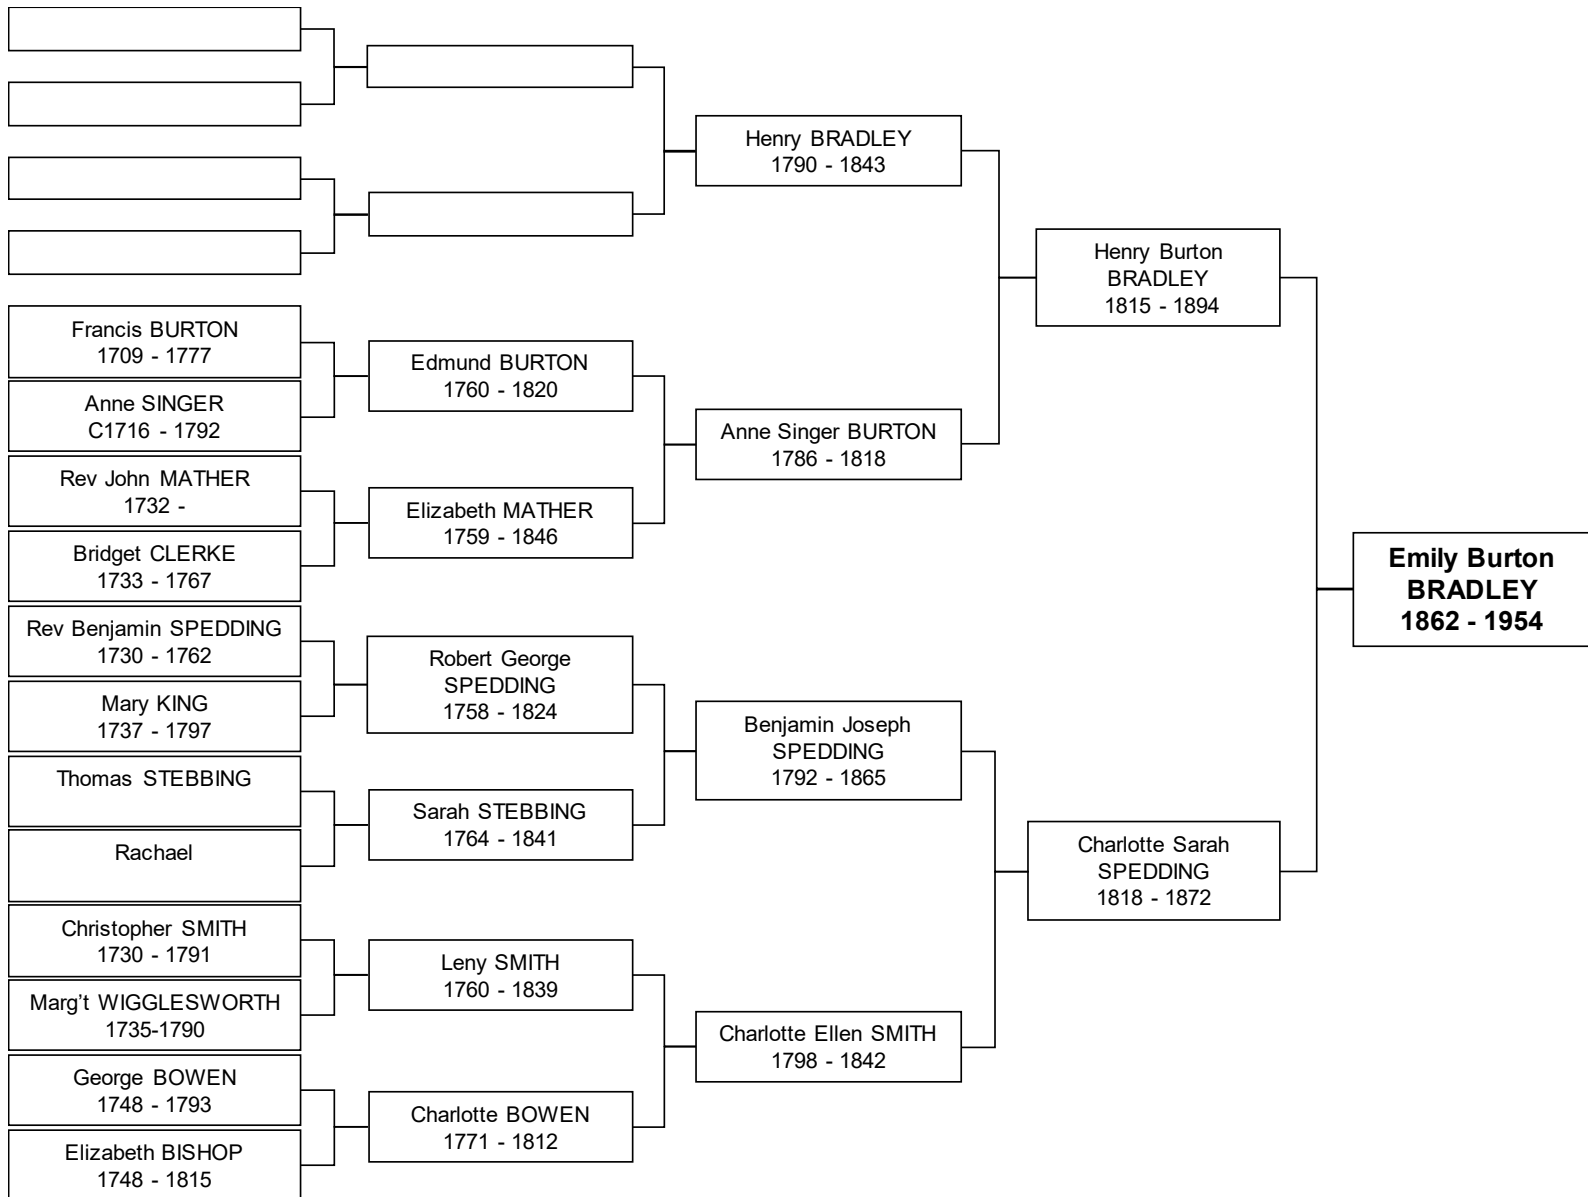 Henry BRADLEY
1790 - 1843
Henry Burton
BRADLEY
1815 - 1894
Francis BURTON
1709 - 1777
Edmund BURTON
1760 - 1820
Anne SINGER
C1716 - 1792
Anne Singer BURTON
1786 - 1818
Rev John MATHER
1732 -
Elizabeth MATHER
1759 - 1846
Bridget CLERKE
1733 - 1767
Emily Burton
BRADLEY
1862 - 1954
Rev Benjamin SPEDDING
1730 - 1762
Robert George
SPEDDING
1758 - 1824
Mary KING
1737 - 1797
Benjamin Joseph
SPEDDING
1792 - 1865
Thomas STEBBING
Sarah STEBBING
1764 - 1841
Rachael
Charlotte Sarah
SPEDDING
1818 - 1872
Christopher SMITH
1730 - 1791
Leny SMITH
1760 - 1839
Marg't WIGGLESWORTH
1735-1790
Charlotte Ellen SMITH
1798 - 1842
George BOWEN
1748 - 1793
Charlotte BOWEN
1771 - 1812
Elizabeth BISHOP
1748 - 1815